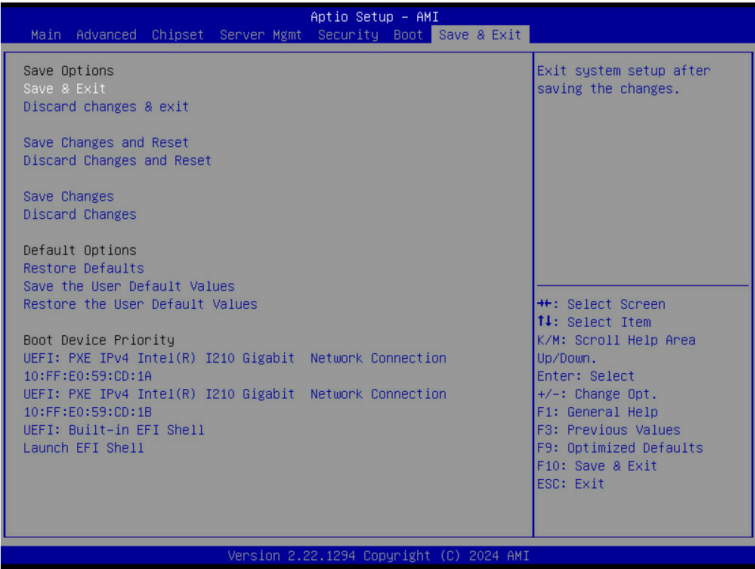 Aptio Setup - AMI
Main Advanced Chipset Server Mgmt Security Boot Save & Exit
Save Options
Save & Exit
Discard changes & exit
Save Changes and Reset
Discard Changes and Reset
Save Changes
Discard Changes
Default Options
Restore Defaults
Save the User Default Values
Restore the User Default Values
Boot Device Priority
UEFI: PXE IPv4 Intel(R) I210 Gigabit Network Connection
10:FF:E0:59:CD:1A
UEFI: PXE IPv4 Intel(R) I210 Gigabit Network Connection
10:FF:E0:59:CD:1B
UEFI: Built-in EFI Shell
Launch EFI Shell
Exit system setup after
saving the changes.
→←: Select Screen
↑↓: Select Item
K/M: Scroll Help Area
Up/Down.
Enter: Select
+/-: Change Opt.
F1: General Help
F3: Previous Values
F9: Optimized Defaults
F10: Save & Exit
ESC: Exit
Version 2.22.1294 Copyright (C) 2024 AMI